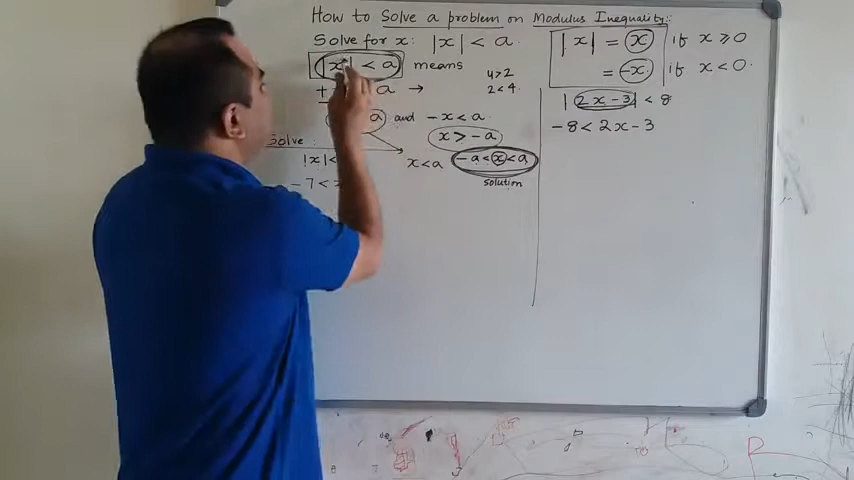 How to Solve a problem on Modulus Inequality:
Solve for x: |x| < a
|x| < a means
+ a →
a and -x < a
x > -a
x < a -a < x < a
solution
4 > 2
2 < 4
Solve:
|x| <
-7 < x
|x| = x if x ≥ 0
= -x if x < 0
|2x-3| < 8
-8 < 2x-3